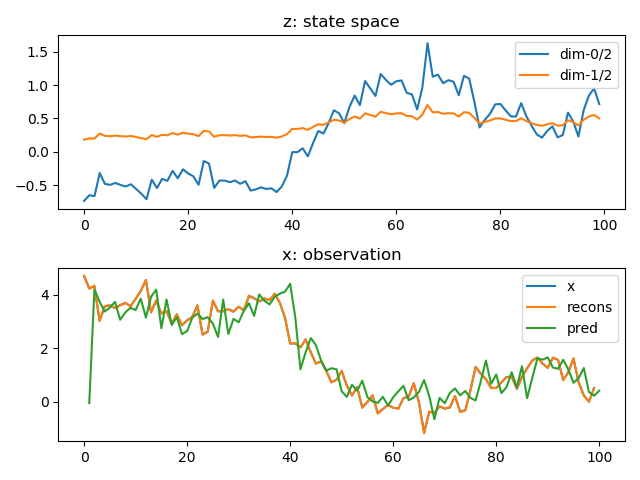 z: state space
1.5
1.0
0.5
0.0
−0.5
dim-0/2
dim-1/2
0 20 40 60 80 100
x: observation
4
2
0
x
recons
pred
0 20 40 60 80 100